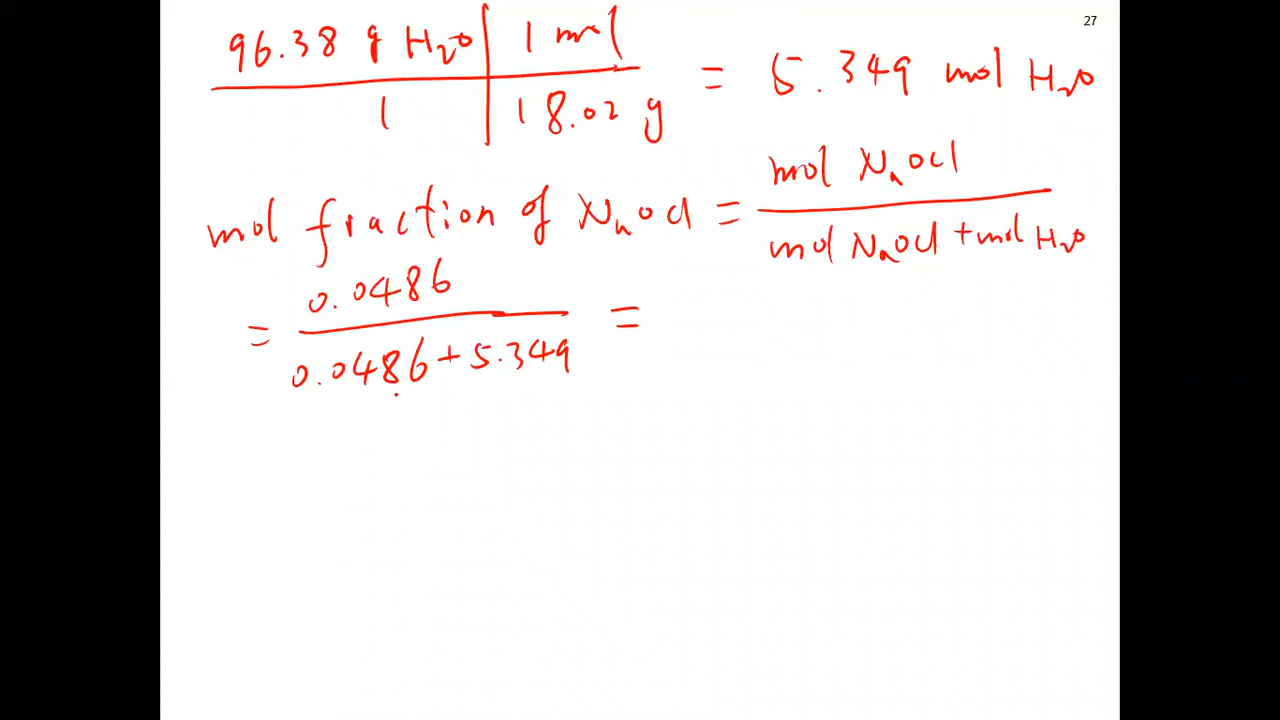 27
96.38 g H2O | 1 mol
1 | 18.02 g
= 5.349 mol H2O
mol fraction of NaOCl = mol NaOCl
mol NaOCl + mol H2O
= 0.0486
0.0486 + 5.349 =